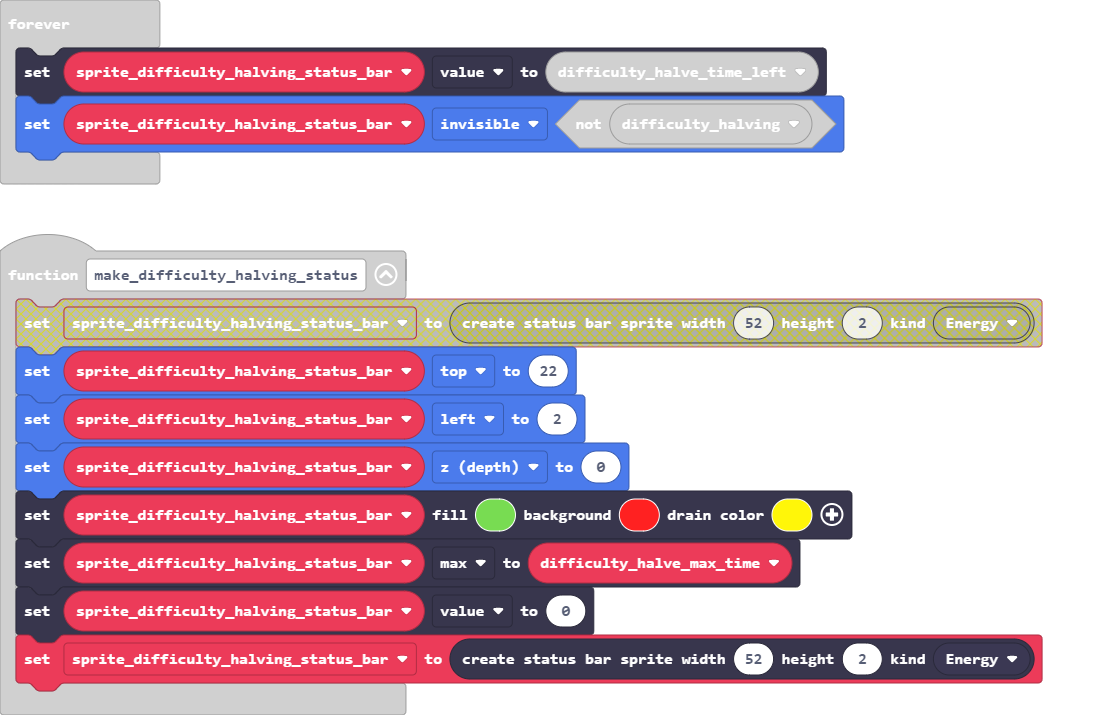 forever
set sprite_difficulty_halving_status_bar value to difficulty_halve_time_left
set sprite_difficulty_halving_status_bar invisible not difficulty_halving
function make_difficulty_halving_status
set sprite_difficulty_halving_status_bar to create status bar sprite width 52 height 2 kind Energy
set sprite_difficulty_halving_status_bar top to 22
set sprite_difficulty_halving_status_bar left to 2
set sprite_difficulty_halving_status_bar z (depth) to 0
set sprite_difficulty_halving_status_bar fill background drain color
set sprite_difficulty_halving_status_bar max to difficulty_halve_max_time
set sprite_difficulty_halving_status_bar value to 0
set sprite_difficulty_halving_status_bar to create status bar sprite width 52 height 2 kind Energy